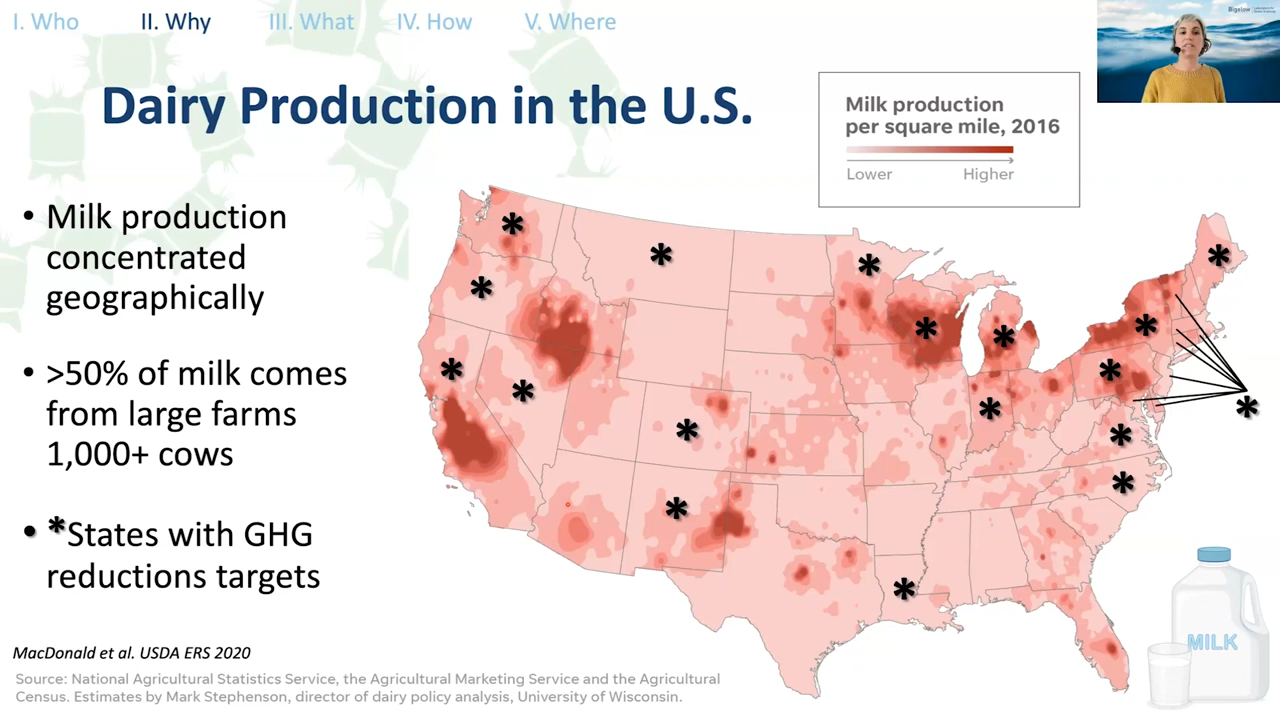 I. Who II. Why III. What IV. How V. Where
Bigelow
Dairy Production in the U.S.
Milk production
per square mile, 2016
Lower Higher
• Milk production
concentrated
geographically
• >50% of milk comes
from large farms
1,000+ cows
• *States with GHG
reductions targets
MILK
MacDonald et al. USDA ERS 2020
Source: National Agricultural Statistics Service, the Agricultural Marketing Service and the Agricultural
Census. Estimates by Mark Stephenson, director of dairy policy analysis, University of Wisconsin.